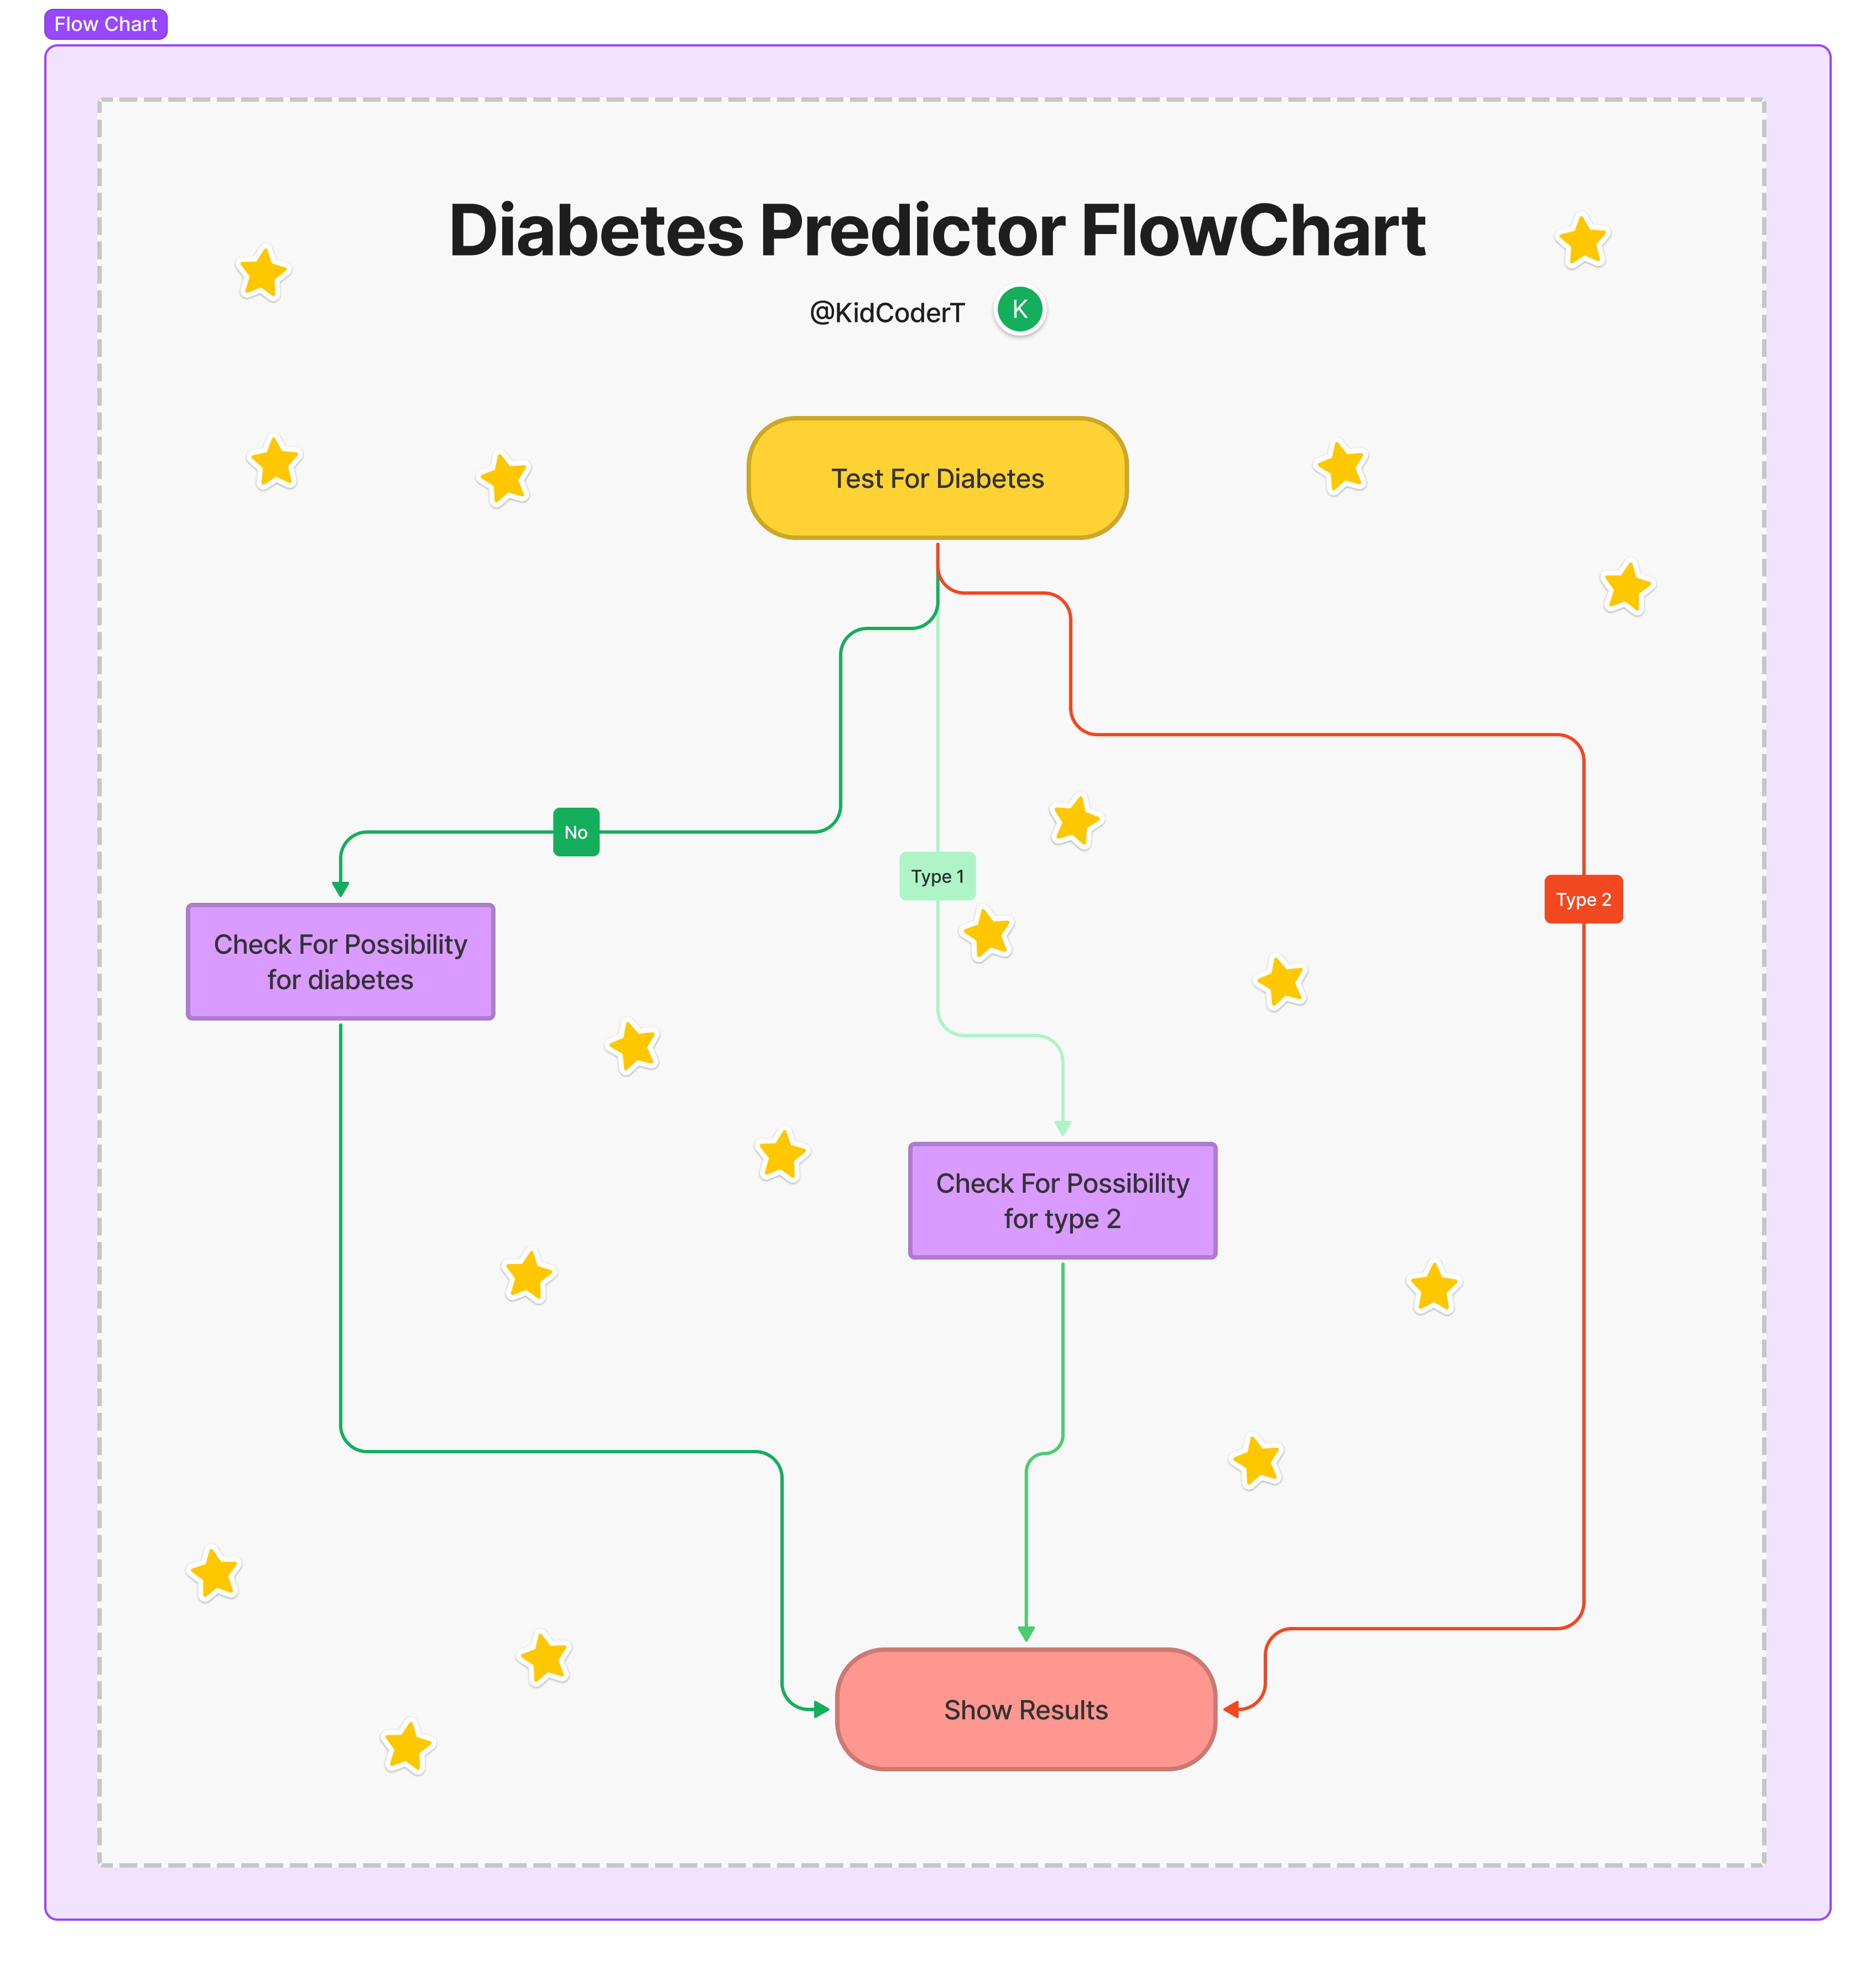 Flow Chart
Diabetes Predictor FlowChart
@KidCoderT
K
Test For Diabetes
No
Type 1
Type 2
Check For Possibility
for diabetes
Check For Possibility
for type 2
Show Results